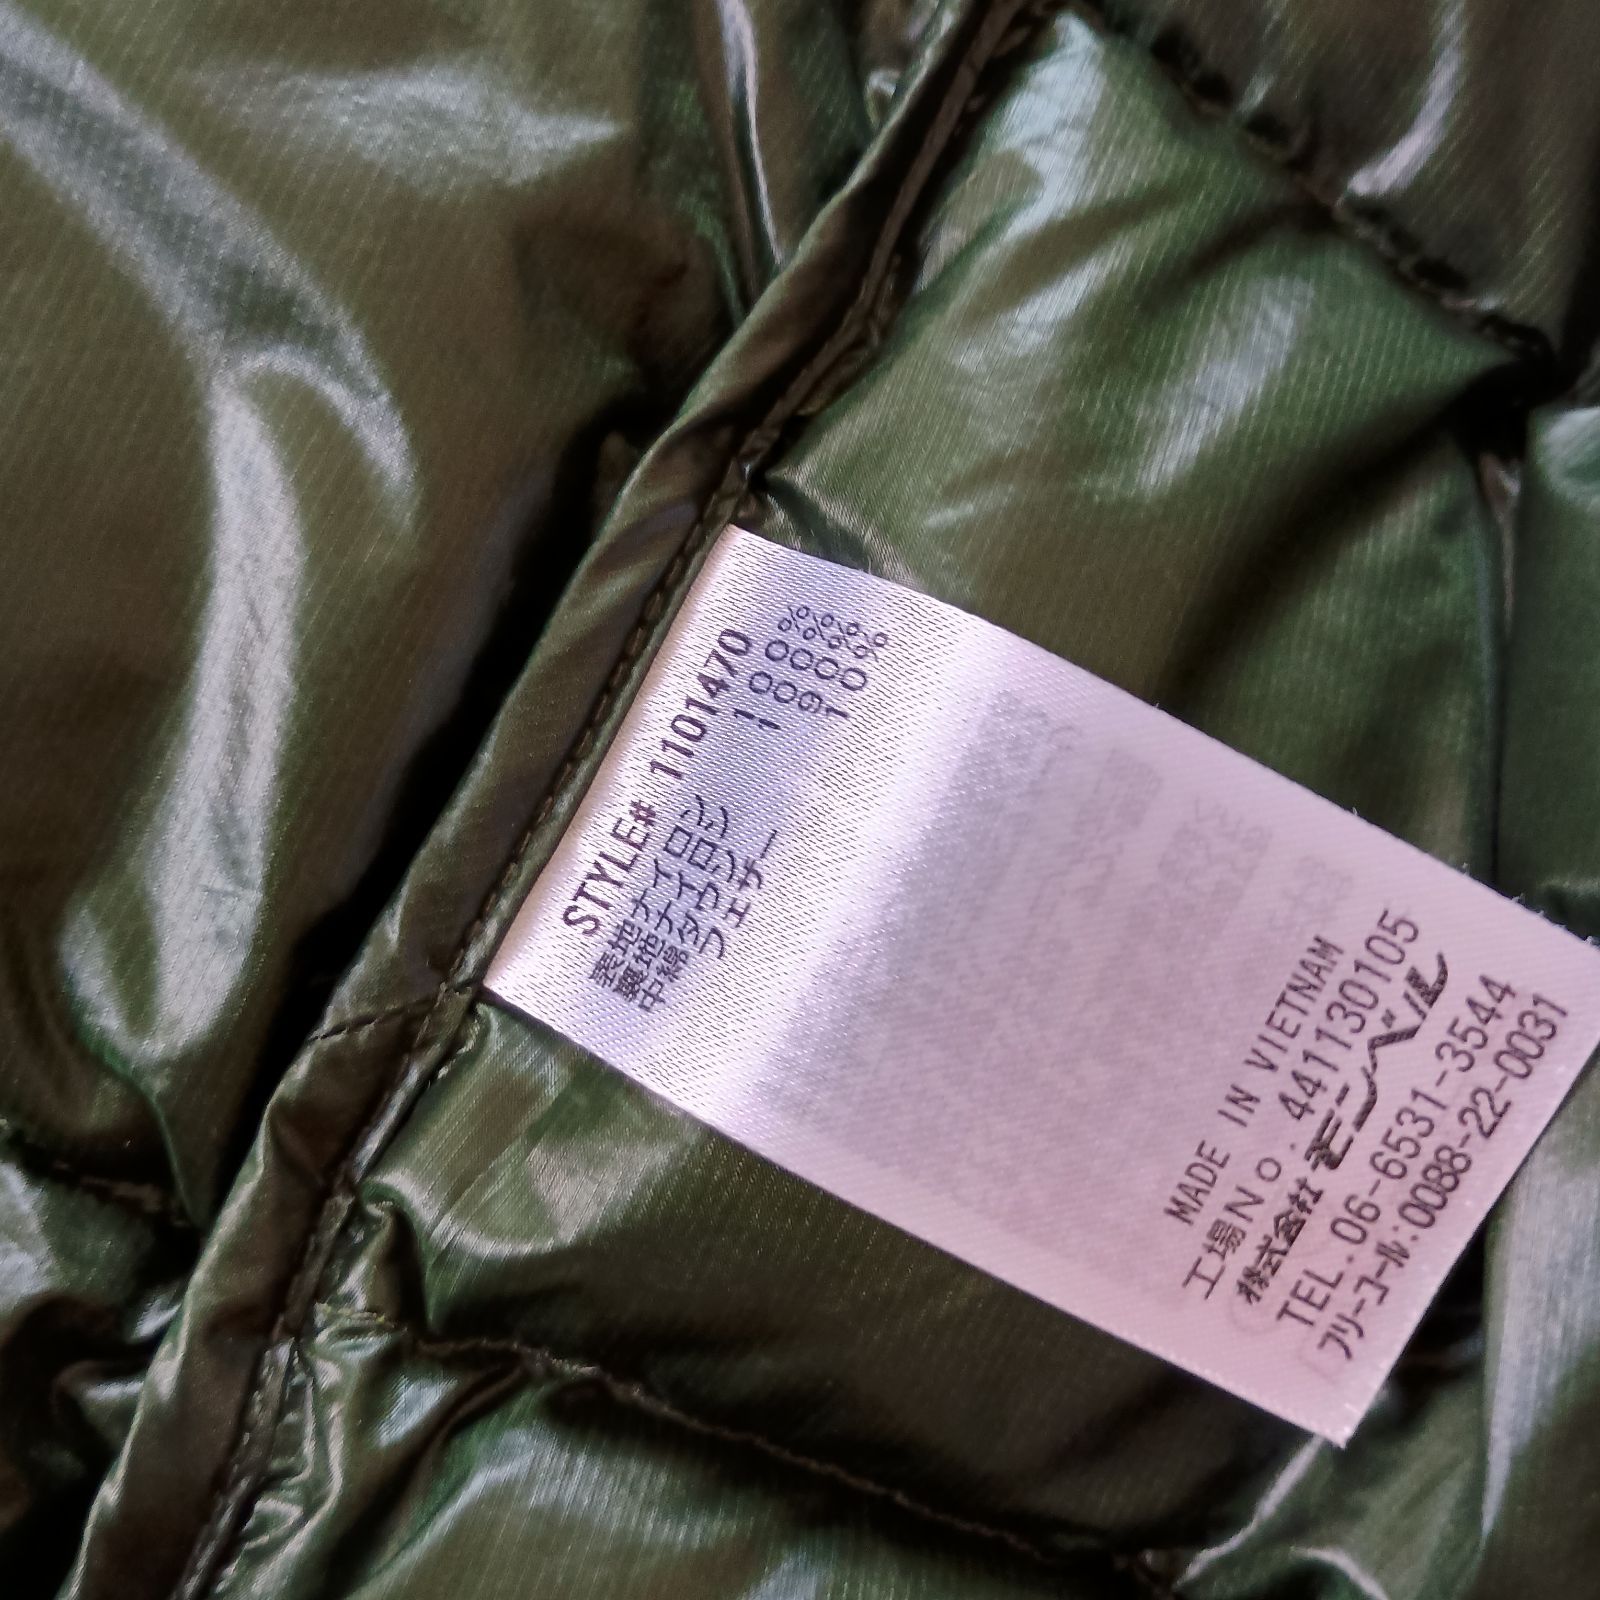 STYLE# 1101470
表地ナイロン 100%
裏地ナイロン 100%
中綿ダウン 90%
フェザー 10%
MADE IN VIETNAM
工場No.4411130105
株式会社モンベル
TEL.06-6531-3544
フリーコール:0088-22-0031